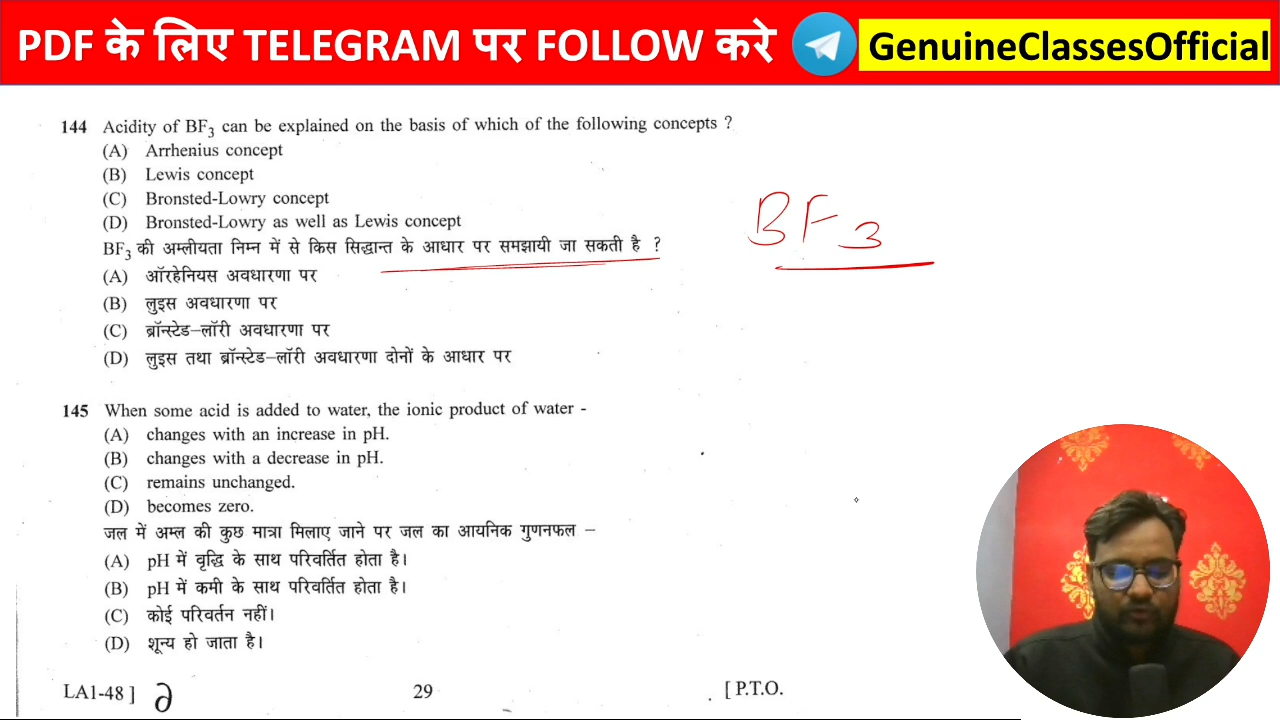 PDF के लिए TELEGRAM पर FOLLOW करे GenuineClassesOfficial
144 Acidity of BF₃ can be explained on the basis of which of the following concepts ?
(A) Arrhenius concept
(B) Lewis concept
(C) Bronsted-Lowry concept
(D) Bronsted-Lowry as well as Lewis concept
BF₃ की अम्लीयता निम्न में से किस सिद्धान्त के आधार पर समझायी जा सकती है ?
(A) ऑरहेनियस अवधारणा पर
(B) लुइस अवधारणा पर
(C) ब्रॉन्स्टेड–लॉरी अवधारणा पर
(D) लुइस तथा ब्रॉन्स्टेड–लॉरी अवधारणा दोनों के आधार पर
BF₃
145 When some acid is added to water, the ionic product of water -
(A) changes with an increase in pH.
(B) changes with a decrease in pH.
(C) remains unchanged.
(D) becomes zero.
जल में अम्ल की कुछ मात्रा मिलाए जाने पर जल का आयनिक गुणनफल –
(A) pH में वृद्धि के साथ परिवर्तित होता है।
(B) pH में कमी के साथ परिवर्तित होता है।
(C) कोई परिवर्तन नहीं।
(D) शून्य हो जाता है।
LA1-48 ] 29 [ P.T.O.